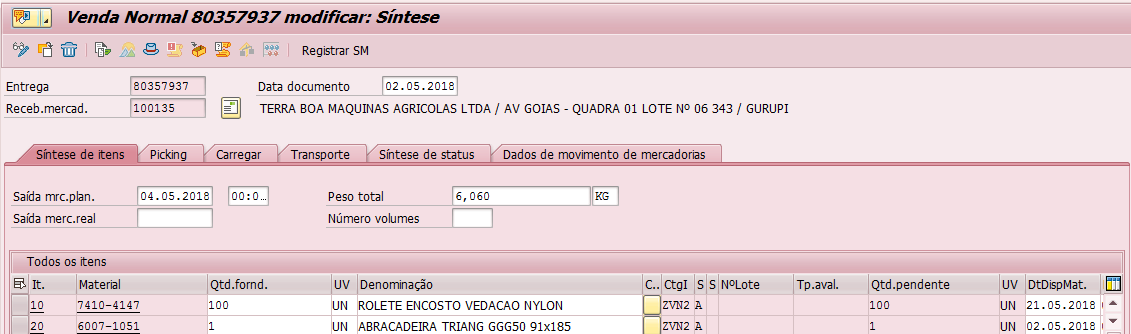 Venda Normal 80357937 modificar: Síntese
Registrar SM
Entrega 80357937 Data documento 02.05.2018
Receb.mercad. 100135 TERRA BOA MAQUINAS AGRICOLAS LTDA / AV GOIAS - QUADRA 01 LOTE Nº 06 343 / GURUPI
Síntese de itens Picking Carregar Transporte Síntese de status Dados de movimento de mercadorias
Saída mrc.plan. 04.05.2018 00:0… Peso total 6,060 KG
Saída merc.real Número volumes
Todos os itens
It. Material Qtd.fornd. UV Denominação C.. CtgI S S NºLote Tp.aval. Qtd.pendente UV DtDispMat.
10 7410-4147 100 UN ROLETE ENCOSTO VEDACAO NYLON ZVN2 A 100 UN 21.05.2018
20 6007-1051 1 UN ABRACADEIRA TRIANG GGG50 91x185 ZVN2 A 1 UN 02.05.2018